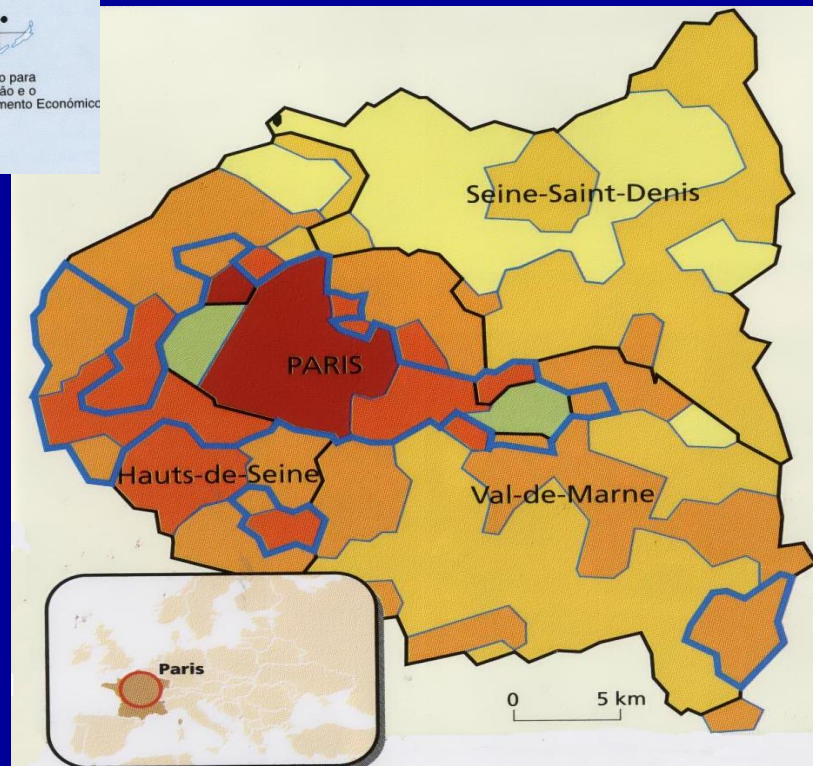 o para
ão e o
mento Económico
Seine-Saint-Denis
PARIS
Hauts-de-Seine
Val-de-Marne
Paris
0 5 km